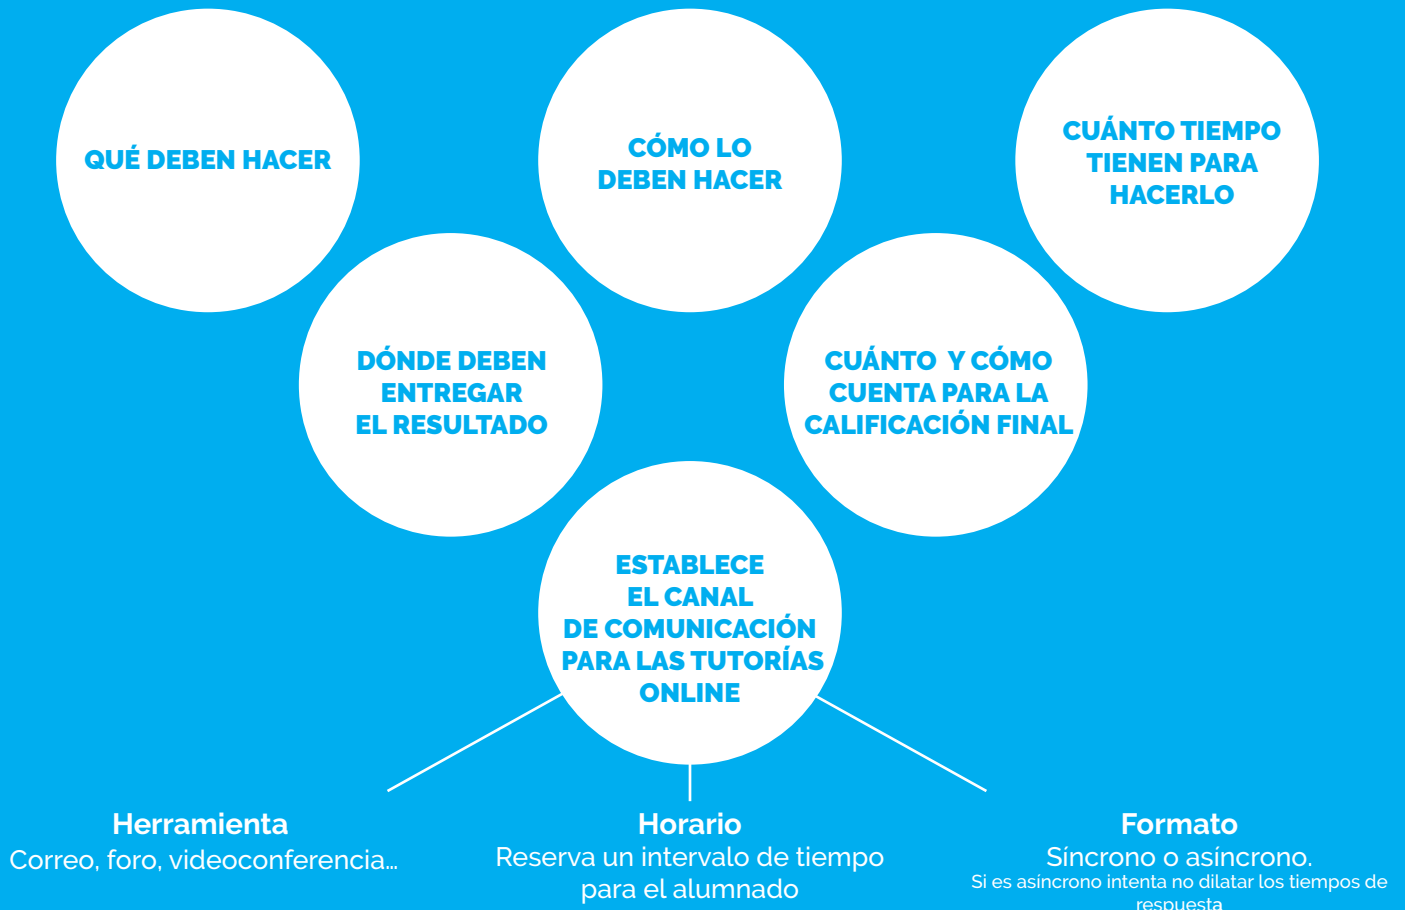 QUÉ DEBEN HACER
CÓMO LO
DEBEN HACER
CUÁNTO TIEMPO
TIENEN PARA
HACERLO
DÓNDE DEBEN
ENTREGAR
EL RESULTADO
CUÁNTO Y CÓMO
CUENTA PARA LA
CALIFICACIÓN FINAL
ESTABLECE
EL CANAL
DE COMUNICACIÓN
PARA LAS TUTORÍAS
ONLINE
Herramienta
Correo, foro, videoconferencia...
Horario
Reserva un intervalo de tiempo
para el alumnado
Formato
Síncrono o asíncrono.
Si es asíncrono intenta no dilatar los tiempos de
respuesta